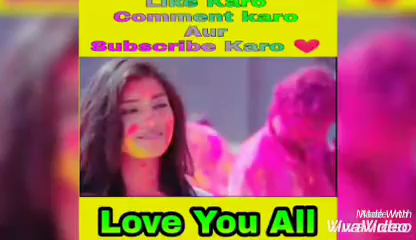 Like Karo
Comment karo
Aur
Subscribe Karo ❤
Love You All
Made With
VivaVideo